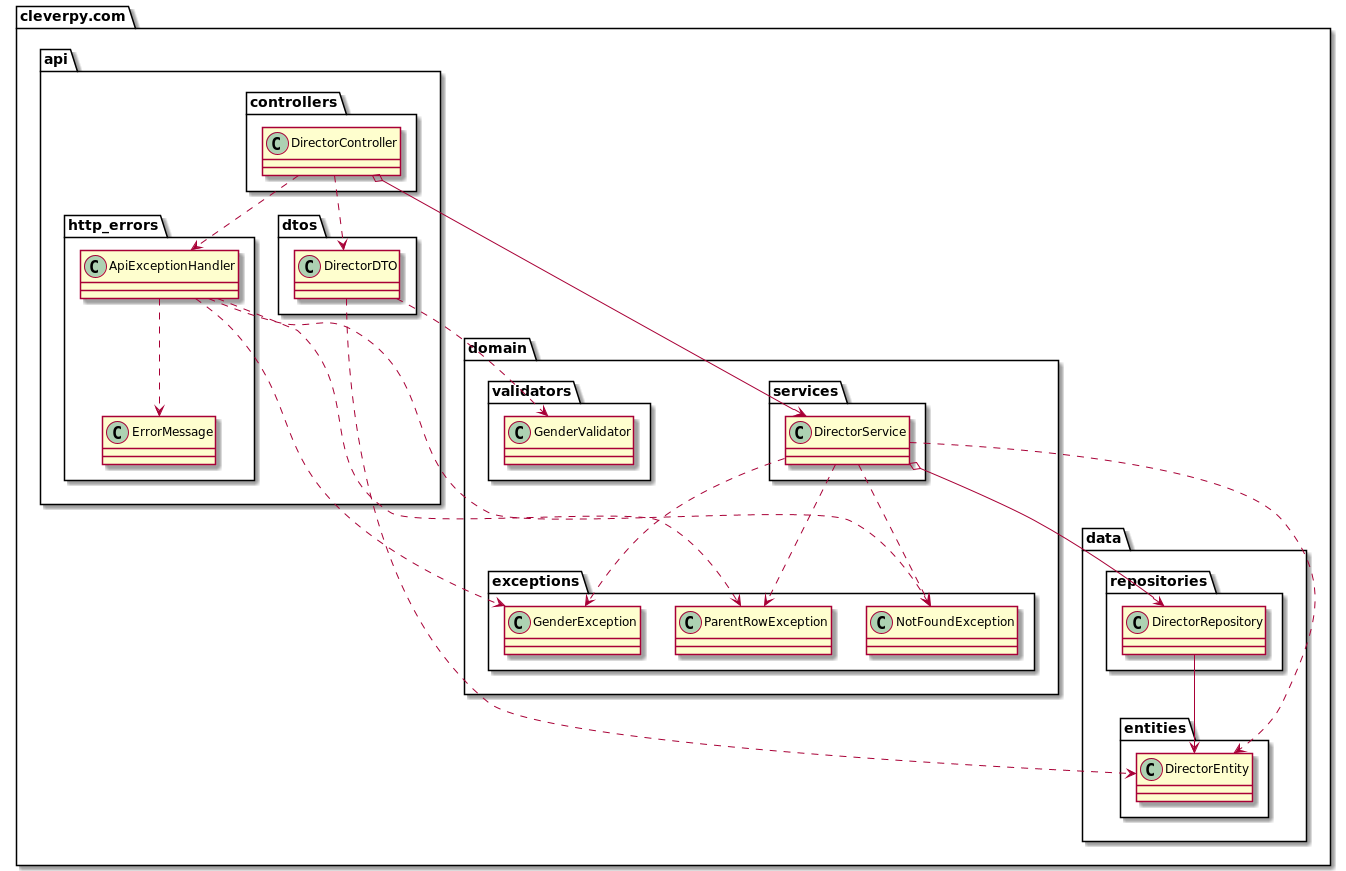 cleverpy.com
api
controllers
C DirectorController
http_errors
C ApiExceptionHandler
dtos
C DirectorDTO
C ErrorMessage
domain
validators
C GenderValidator
services
C DirectorService
exceptions
C GenderException
C ParentRowException
C NotFoundException
data
repositories
C DirectorRepository
entities
C DirectorEntity